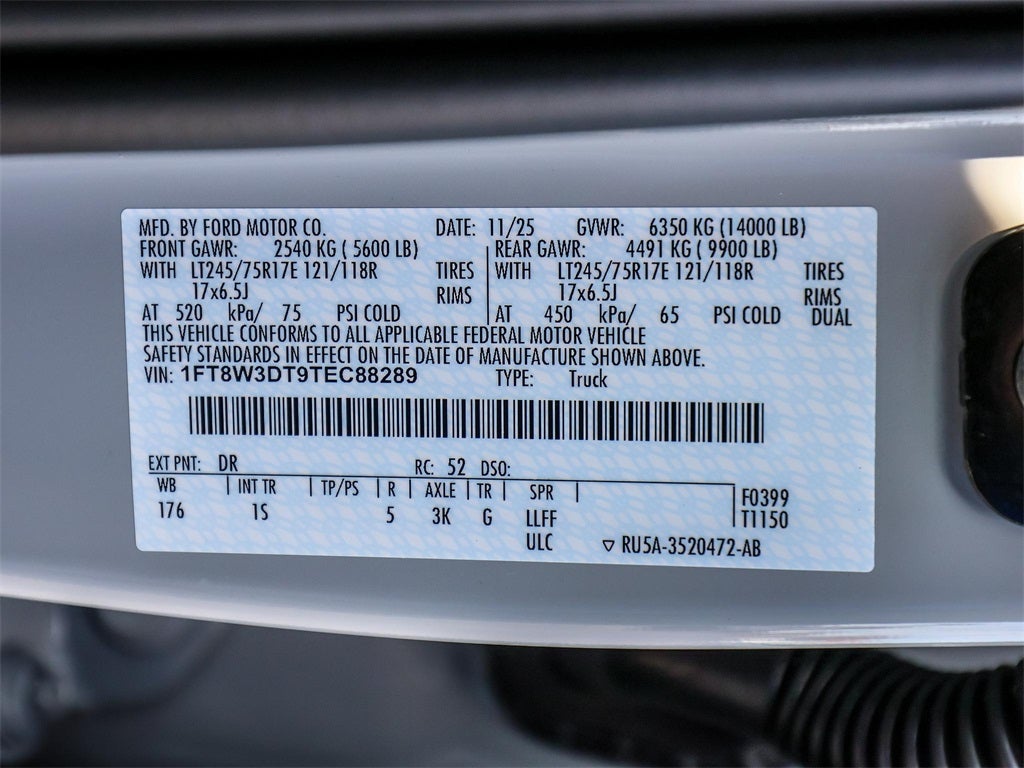 MFD. BY FORD MOTOR CO. DATE: 11/25 GVWR: 6350 KG (14000 LB)
FRONT GAWR: 2540 KG ( 5600 LB) REAR GAWR: 4491 KG ( 9900 LB)
WITH LT245/75R17E 121/118R TIRES WITH LT245/75R17E 121/118R TIRES
17x6.5J RIMS 17x6.5J RIMS
AT 520 kPa/ 75 PSI COLD AT 450 kPa/ 65 PSI COLD DUAL
THIS VEHICLE CONFORMS TO ALL APPLICABLE FEDERAL MOTOR VEHICLE
SAFETY STANDARDS IN EFFECT ON THE DATE OF MANUFACTURE SHOWN ABOVE.
VIN: 1FT8W3DT9TEC88289 TYPE: Truck
EXT PNT: DR RC: 52 DSO:
WB INT TR TP/PS R AXLE TR SPR F0399
176 1S 5 3K G LLFF T1150
ULC ▽ RU5A-3520472-AB